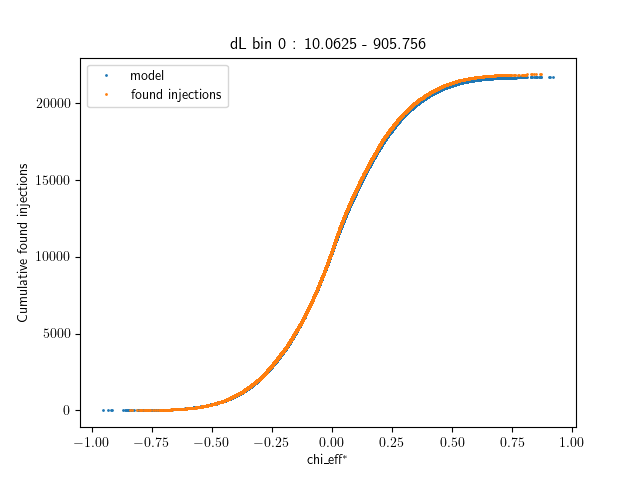 dL bin 0 : 10.0625 - 905.756
model
found injections
Cumulative found injections
20000
15000
10000
5000
0
−1.00 −0.75 −0.50 −0.25 0.00 0.25 0.50 0.75 1.00
chi_eff*